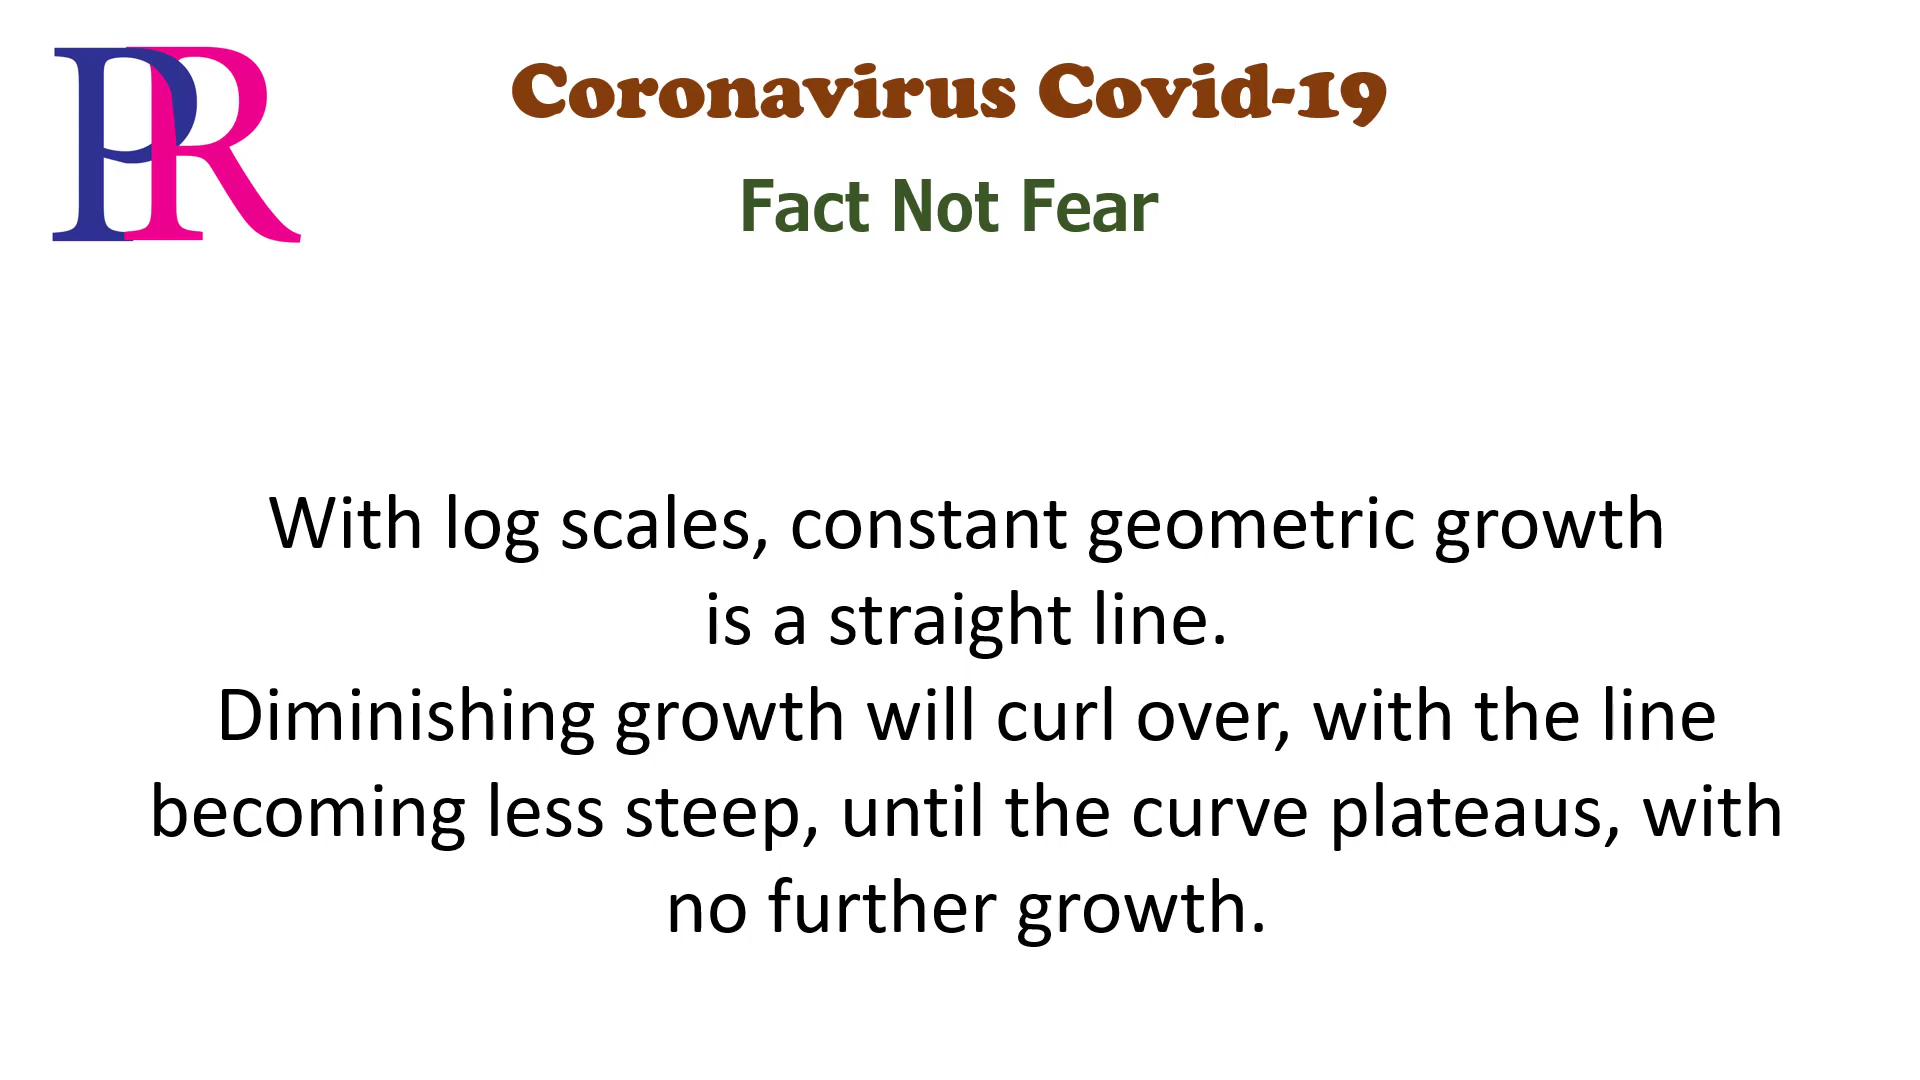 PR
Coronavirus Covid-19
Fact Not Fear
With log scales, constant geometric growth
is a straight line.
Diminishing growth will curl over, with the line
becoming less steep, until the curve plateaus, with
no further growth.